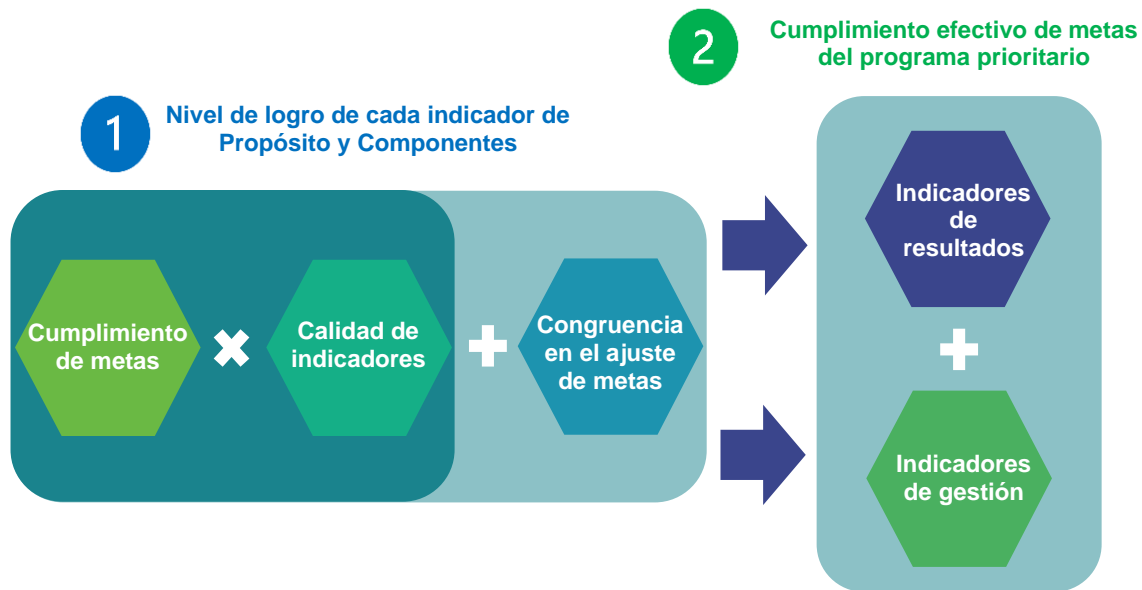 1
Nivel de logro de cada indicador de
Propósito y Componentes
Cumplimiento
de metas
Calidad de
indicadores
Congruencia
en el ajuste
de metas
2
Cumplimiento efectivo de metas
del programa prioritario
Indicadores
de
resultados
Indicadores
de gestión